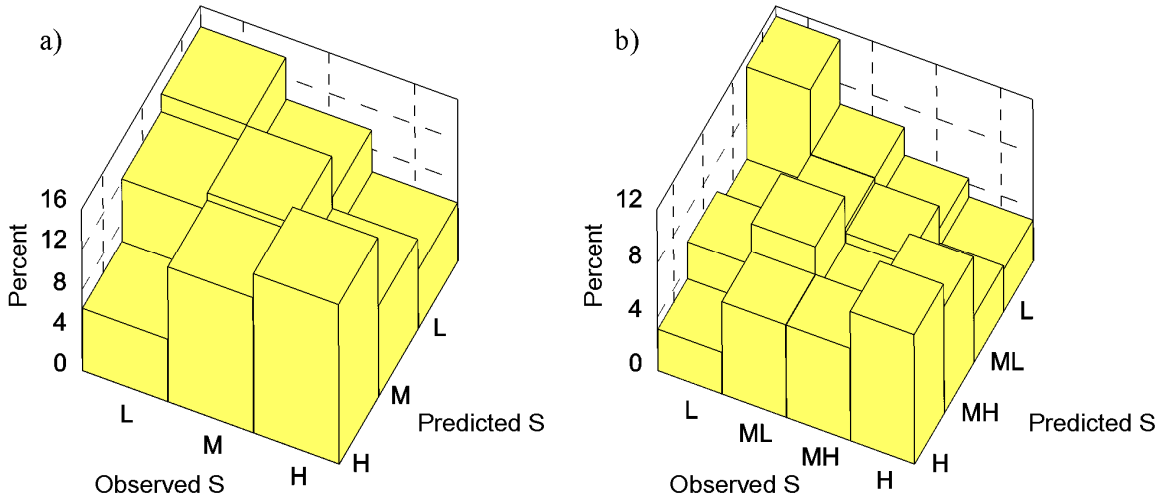 a)
16
12
8
4
0
Percent
L
M
H
Observed S
H
M
L
Predicted S
b)
12
8
4
0
Percent
L
ML
MH
H
Observed S
H
MH
ML
L
Predicted S